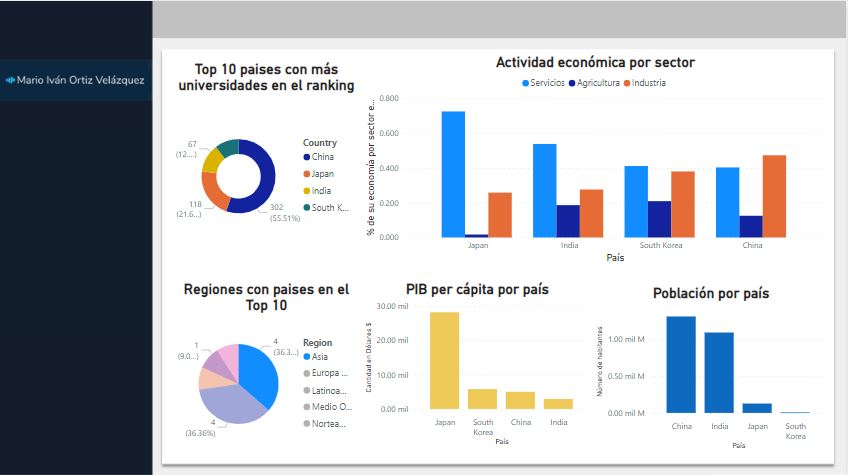 Mario Iván Ortiz Velázquez
Top 10 paises con más
universidades en el ranking
67
(12....)
118
(21.6...)
302
(55.51%)
Country
China
Japan
India
South K...
Actividad económica por sector
Servicios Agricultura Industria
% de su economía por sector e...
0.800
0.600
0.400
0.200
0.000
Japan India South Korea China
País
Regiones con paises en el
Top 10
1
(9.0...)
4
(36.3...)
4
(36.36%)
Region
Asia
Europa ...
Latinoa...
Medio O...
Nortea...
PIB per cápita por país
Cantidad en Dólares $
30.00 mil
20.00 mil
10.00 mil
0.00 mil
Japan South Korea China India
País
Población por país
Número de habitantes
1.00 mil M
0.50 mil M
0.00 mil M
China India Japan South Korea
País